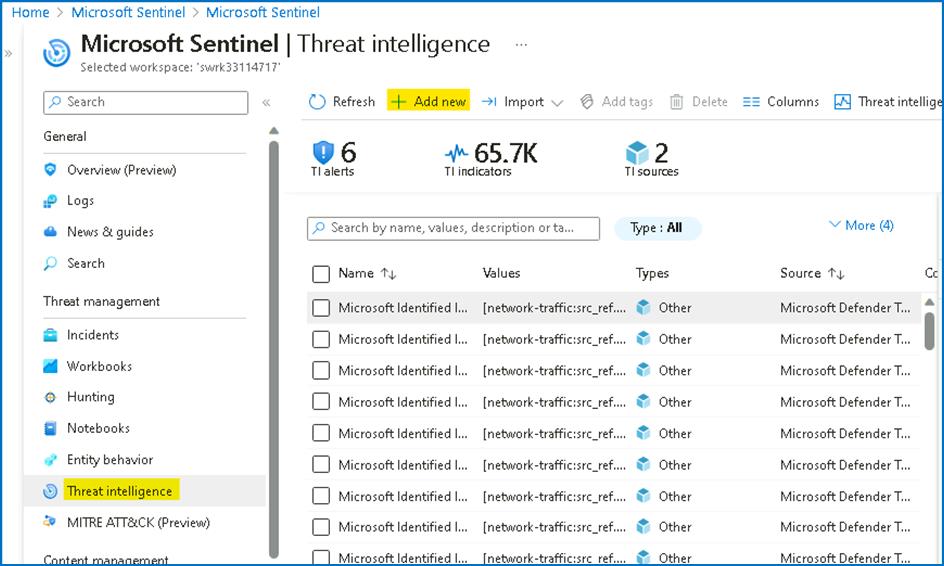 Home > Microsoft Sentinel > Microsoft Sentinel
»
Microsoft Sentinel | Threat intelligence ...
Selected workspace: 'swrk33114717'
Search «
Refresh + Add new Import Add tags Delete Columns Threat intellige
General
6 65.7K 2
TI alerts TI indicators TI sources
Overview (Preview)
Logs
News & guides
Search
Search by name, values, description or ta... Type : All More (4)
Name ↑↓ Values Types Source ↑↓ Co
Threat management
Microsoft Identified I... [network-traffic:src_ref.... Other Microsoft Defender T...
Incidents
Microsoft Identified I... [network-traffic:src_ref.... Other Microsoft Defender T...
Workbooks
Microsoft Identified I... [network-traffic:src_ref.... Other Microsoft Defender T...
Hunting
Microsoft Identified I... [network-traffic:src_ref.... Other Microsoft Defender T...
Notebooks
Microsoft Identified I... [network-traffic:src_ref.... Other Microsoft Defender T...
Entity behavior
Microsoft Identified I... [network-traffic:src_ref.... Other Microsoft Defender T...
Threat intelligence
Microsoft Identified I... [network-traffic:src_ref.... Other Microsoft Defender T...
MITRE ATT&CK (Preview)
Microsoft Identified I... [network-traffic:src_ref.... Other Microsoft Defender T...
Content management
Microsoft Identified I... [network-traffic:src_ref.... Other Microsoft Defender T...